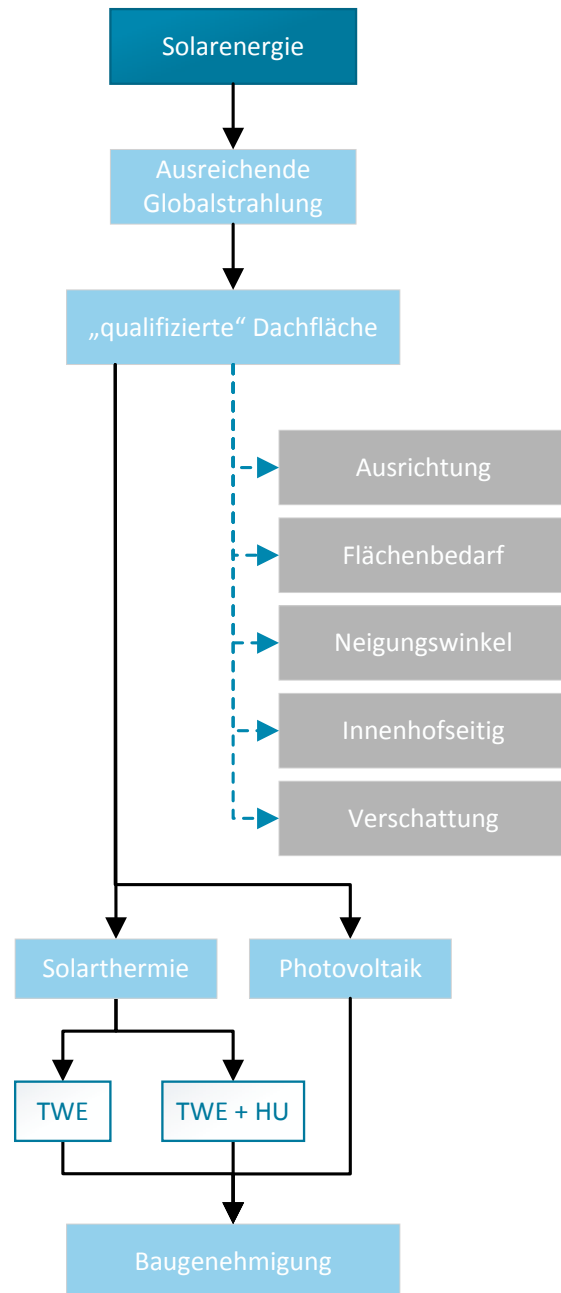 Solarenergie
Ausreichende
Globalstrahlung
„qualifizierte“ Dachfläche
Ausrichtung
Flächenbedarf
Neigungswinkel
Innenhofseitig
Verschattung
Solarthermie
Photovoltaik
TWE
TWE + HU
Baugenehmigung